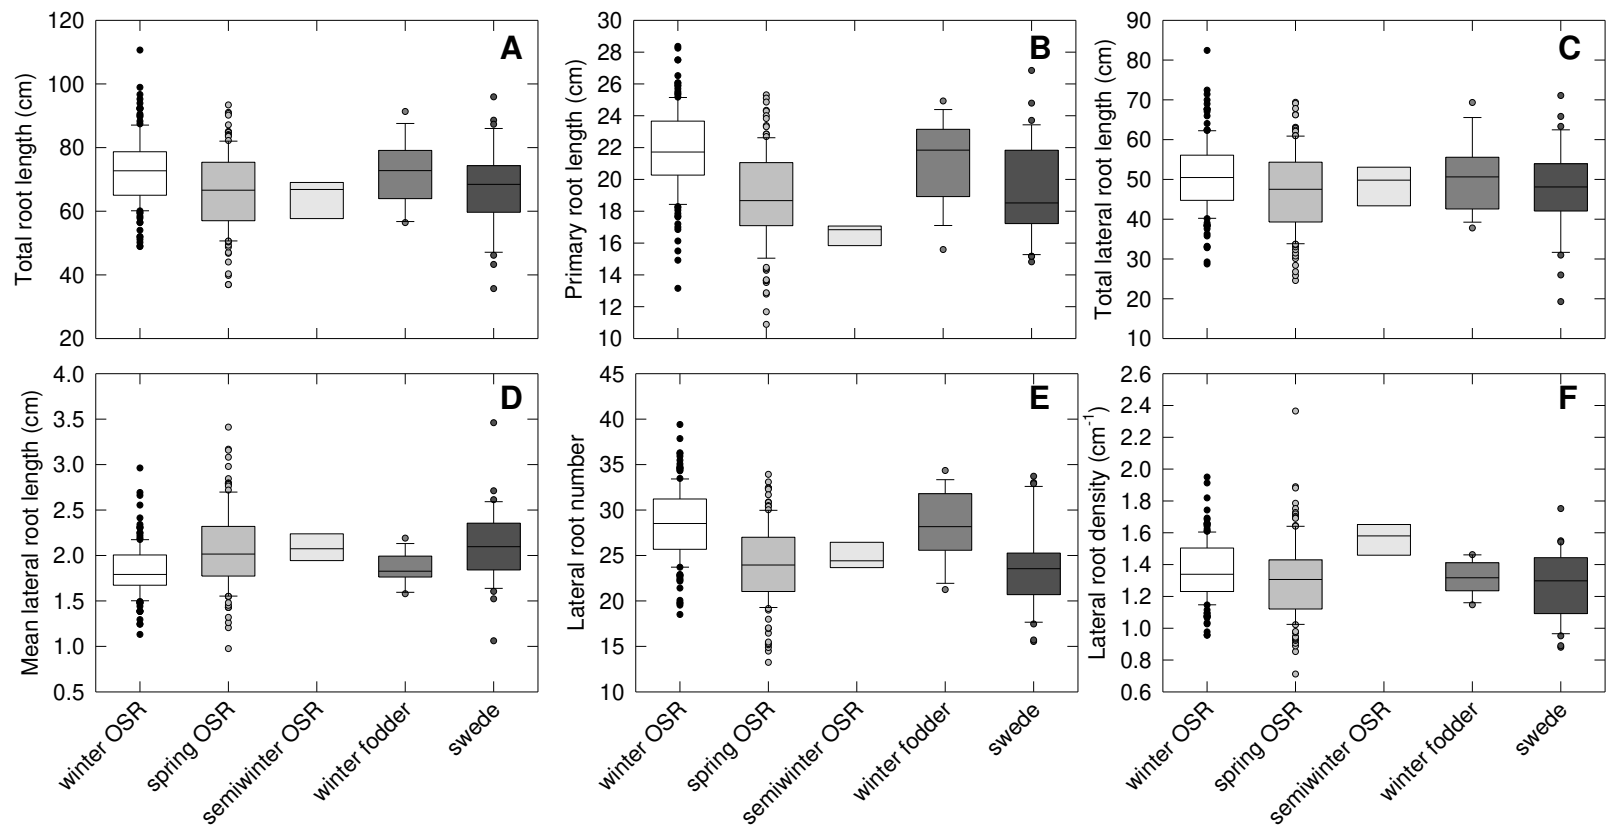 A
Total root length (cm)
120
100
80
60
40
20
B
Primary root length (cm)
30
28
26
24
22
20
18
16
14
12
10
C
Total lateral root length (cm)
90
80
70
60
50
40
30
20
10
D
Mean lateral root length (cm)
4.0
3.5
3.0
2.5
2.0
1.5
1.0
0.5
winter OSR
spring OSR
semiwinter OSR
winter fodder
swede
E
Lateral root number
45
40
35
30
25
20
15
10
winter OSR
spring OSR
semiwinter OSR
winter fodder
swede
F
Lateral root density (cm⁻¹)
2.6
2.4
2.2
2.0
1.8
1.6
1.4
1.2
1.0
0.8
0.6
winter OSR
spring OSR
semiwinter OSR
winter fodder
swede